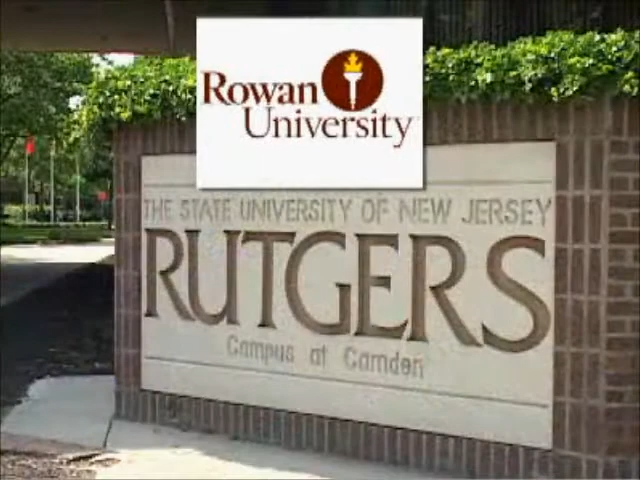 Rowan
University
THE STATE UNIVERSITY OF NEW JERSEY
RUTGERS
Campus at Camden